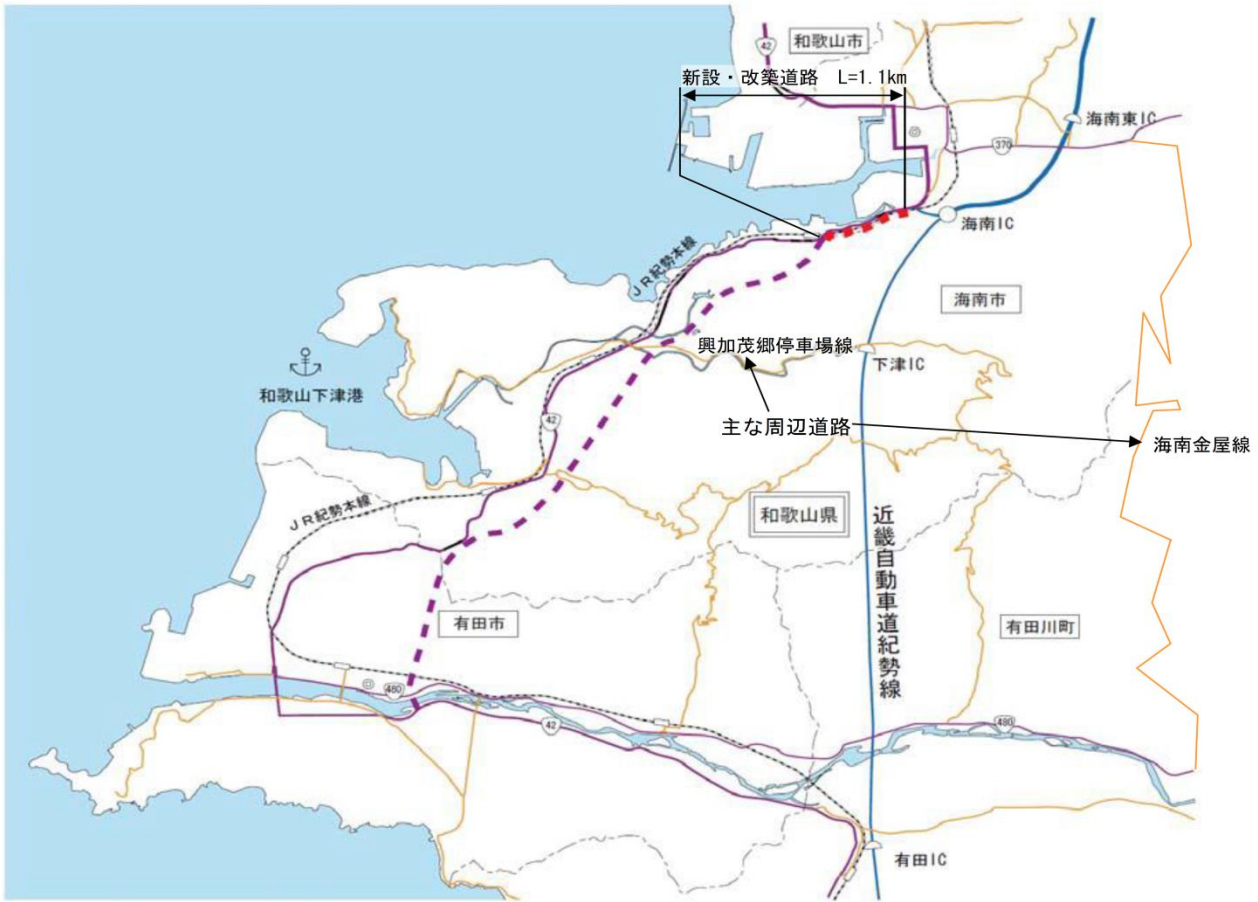 42
和歌山市
新設・改築道路 L=1.1km
海南東IC
370
海南IC
JR紀勢本線
海南市
興加茂郷停車場線
下津IC
和歌山下津港
42
主な周辺道路
海南金屋線
JR紀勢本線
和歌山県
近畿自動車道紀勢線
有田市
有田川町
480
42
480
有田IC